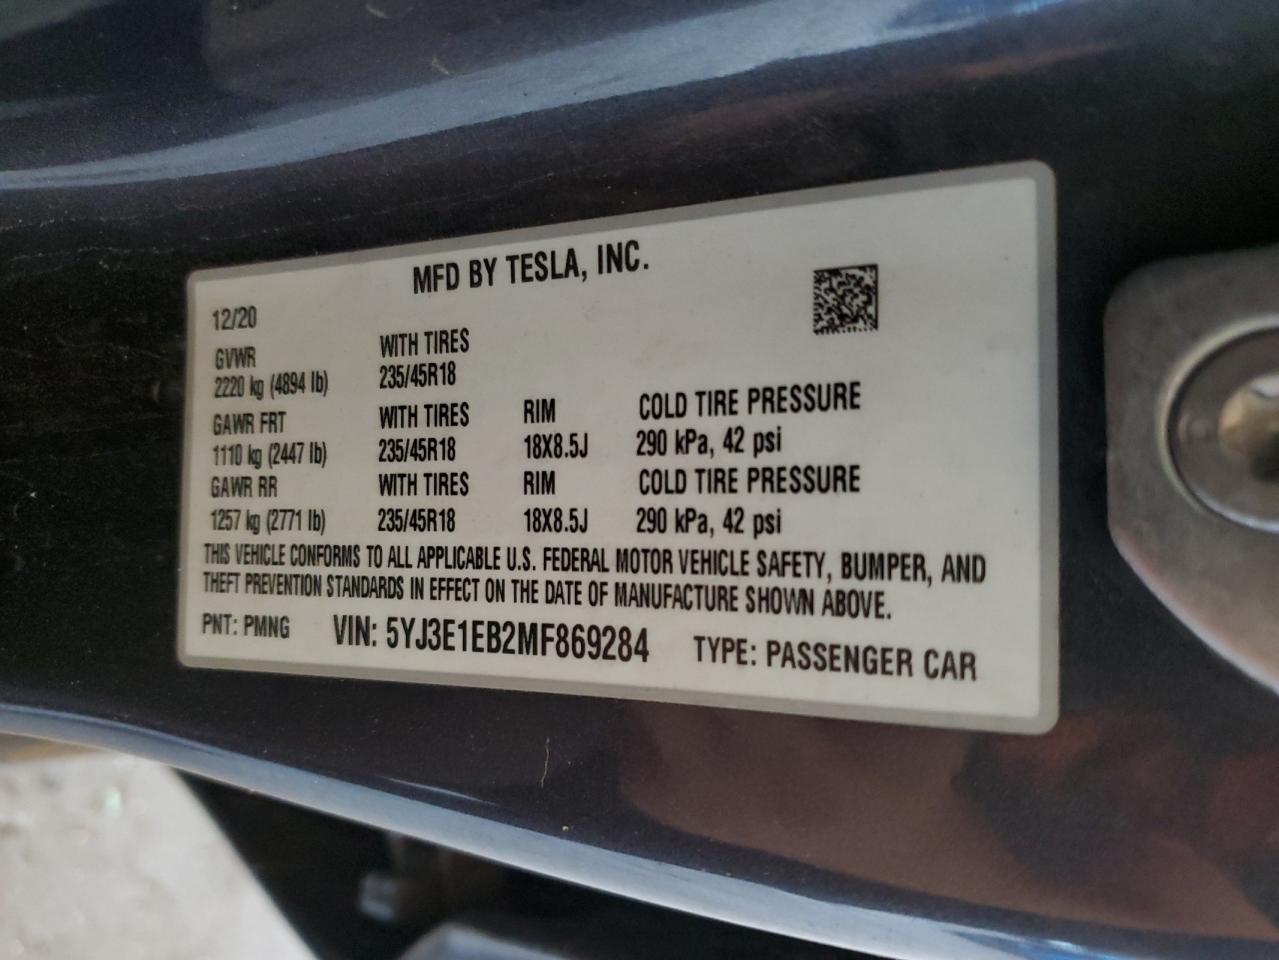 MFD BY TESLA, INC.
12/20
GVWR WITH TIRES
2220 kg (4894 lb) 235/45R18
GAWR FRT WITH TIRES RIM COLD TIRE PRESSURE
1110 kg (2447 lb) 235/45R18 18X8.5J 290 kPa, 42 psi
GAWR RR WITH TIRES RIM COLD TIRE PRESSURE
1257 kg (2771 lb) 235/45R18 18X8.5J 290 kPa, 42 psi
THIS VEHICLE CONFORMS TO ALL APPLICABLE U.S. FEDERAL MOTOR VEHICLE SAFETY, BUMPER, AND
THEFT PREVENTION STANDARDS IN EFFECT ON THE DATE OF MANUFACTURE SHOWN ABOVE.
PNT: PMNG VIN: 5YJ3E1EB2MF869284 TYPE: PASSENGER CAR